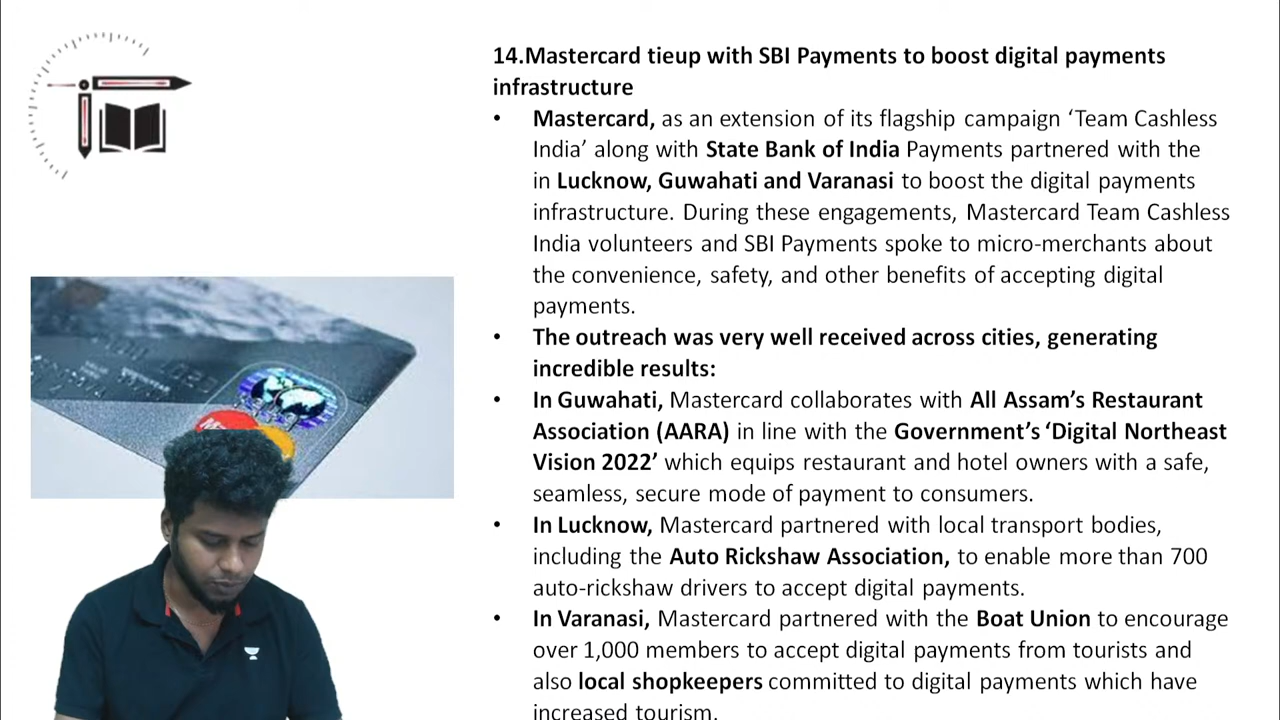 14.Mastercard tieup with SBI Payments to boost digital payments
infrastructure
• Mastercard, as an extension of its flagship campaign ‘Team Cashless
India’ along with State Bank of India Payments partnered with the
in Lucknow, Guwahati and Varanasi to boost the digital payments
infrastructure. During these engagements, Mastercard Team Cashless
India volunteers and SBI Payments spoke to micro-merchants about
the convenience, safety, and other benefits of accepting digital
payments.
• The outreach was very well received across cities, generating
incredible results:
• In Guwahati, Mastercard collaborates with All Assam’s Restaurant
Association (AARA) in line with the Government’s ‘Digital Northeast
Vision 2022’ which equips restaurant and hotel owners with a safe,
seamless, secure mode of payment to consumers.
• In Lucknow, Mastercard partnered with local transport bodies,
including the Auto Rickshaw Association, to enable more than 700
auto-rickshaw drivers to accept digital payments.
• In Varanasi, Mastercard partnered with the Boat Union to encourage
over 1,000 members to accept digital payments from tourists and
also local shopkeepers committed to digital payments which have
increased tourism.